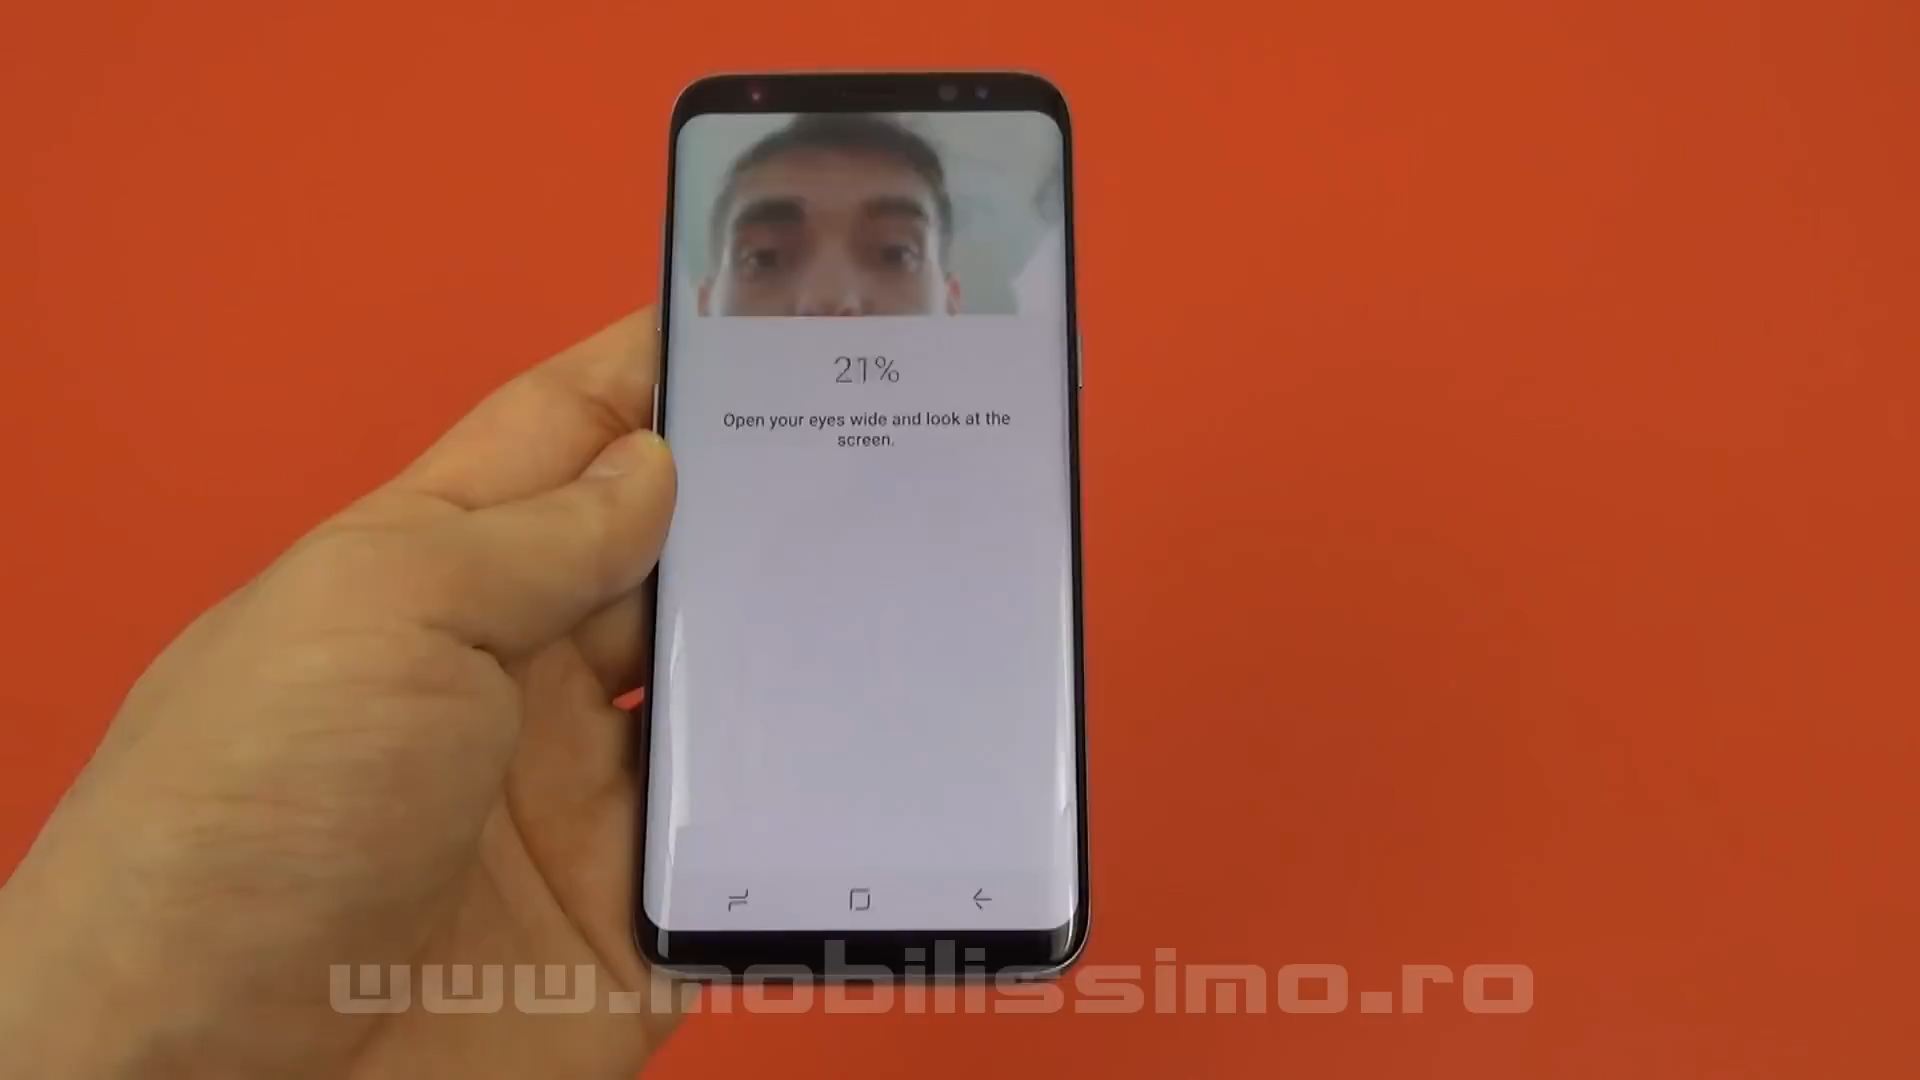 21%
Open your eyes wide and look at the
screen.
www.mobilissimo.ro